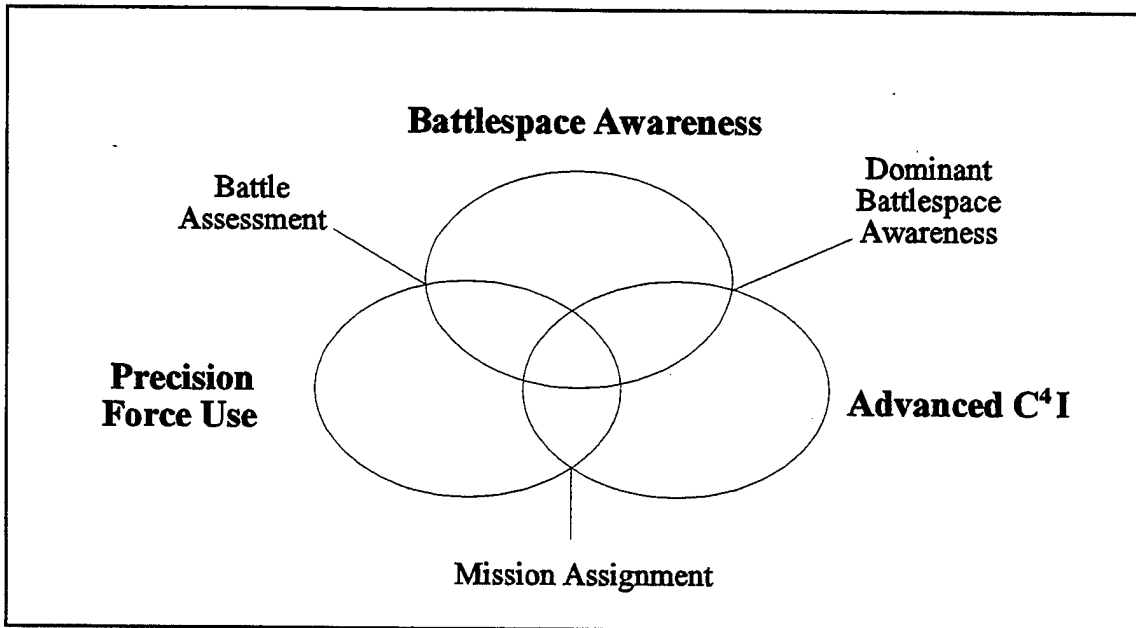 Battlespace Awareness
Battle
Assessment
Dominant
Battlespace
Awareness
Precision
Force Use
Advanced C⁴I
Mission Assignment